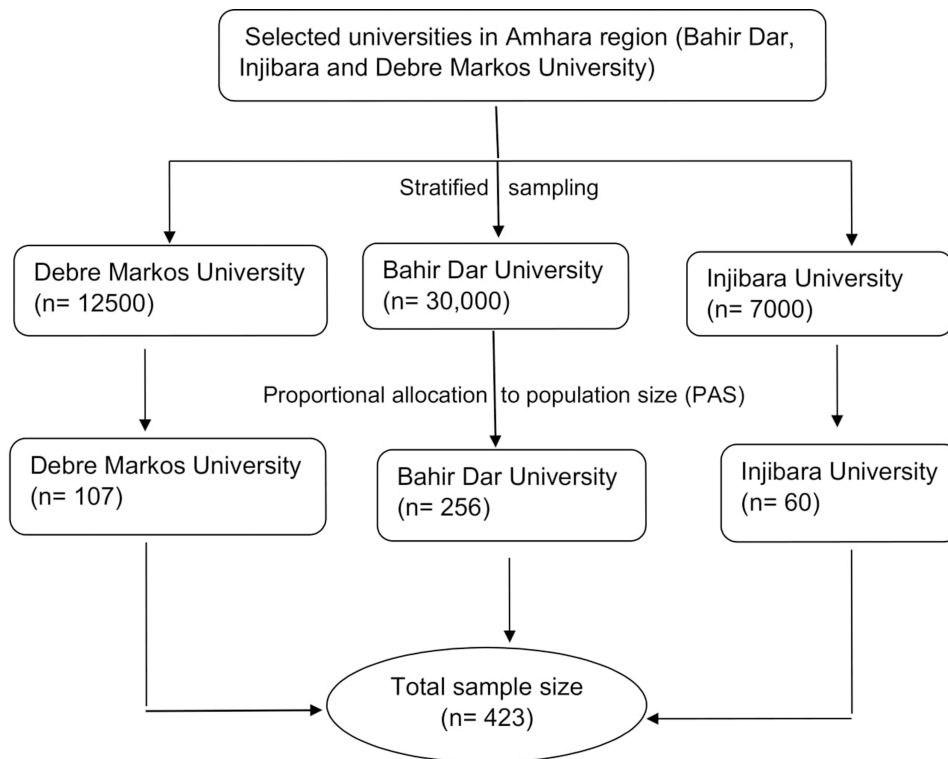 Selected universities in Amhara region (Bahir Dar,
Injibara and Debre Markos University)
Stratified sampling
Debre Markos University
(n= 12500)
Bahir Dar University
(n= 30,000)
Injibara University
(n= 7000)
Proportional allocation to population size (PAS)
Debre Markos University
(n= 107)
Bahir Dar University
(n= 256)
Injibara University
(n= 60)
Total sample size
(n= 423)